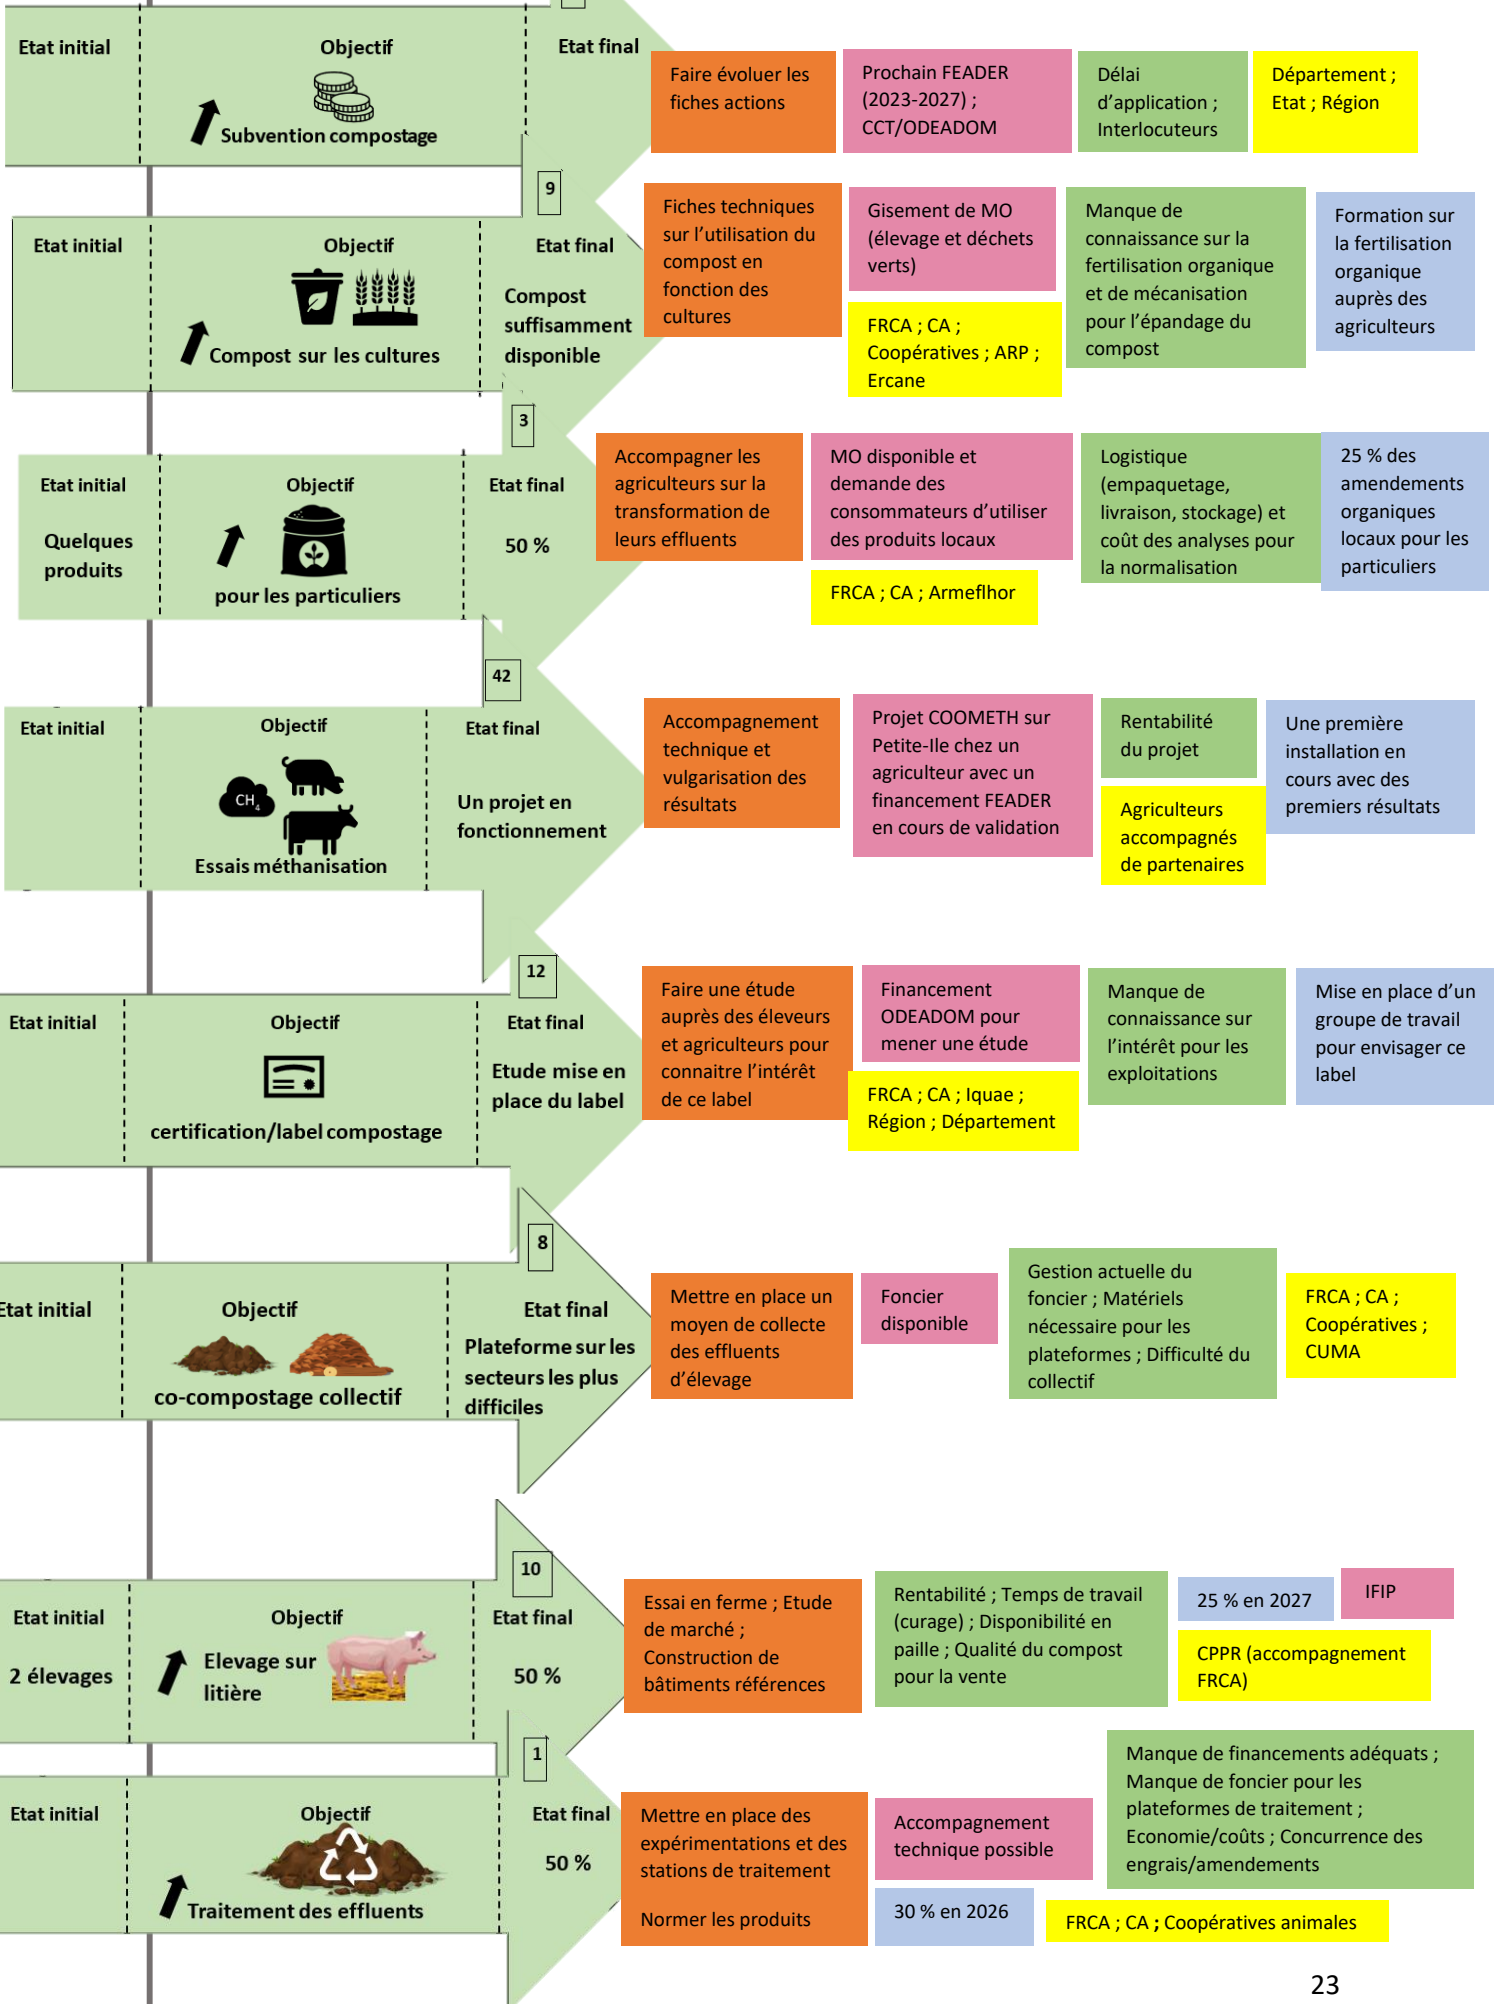 Etat initial
Objectif
Etat final
Subvention compostage
Faire évoluer les
fiches actions
Prochain FEADER
(2023-2027) ;
CCT/ODEADOM
Délai
d’application ;
Interlocuteurs
Département ;
Etat ; Région
9
Etat initial
Objectif
Etat final
Compost sur les cultures
Compost
suffisamment
disponible
Fiches techniques
sur l’utilisation du
compost en
fonction des
cultures
Gisement de MO
(élevage et déchets
verts)
FRCA ; CA ;
Coopératives ; ARP ;
Ercane
Manque de
connaissance sur la
fertilisation organique
et de mécanisation
pour l’épandage du
compost
Formation sur
la fertilisation
organique
auprès des
agriculteurs
3
Etat initial
Quelques
produits
Objectif
pour les particuliers
Etat final
50 %
Accompagner les
agriculteurs sur la
transformation de
leurs effluents
MO disponible et
demande des
consommateurs d’utiliser
des produits locaux
FRCA ; CA ; Armeflhor
Logistique
(empaquetage,
livraison, stockage) et
coût des analyses pour
la normalisation
25 % des
amendements
organiques
locaux pour les
particuliers
42
Etat initial
Objectif
CH4
Essais méthanisation
Etat final
Un projet en
fonctionnement
Accompagnement
technique et
vulgarisation des
résultats
Projet COOMETH sur
Petite-Ile chez un
agriculteur avec un
financement FEADER
en cours de validation
Rentabilité
du projet
Agriculteurs
accompagnés
de partenaires
Une première
installation en
cours avec des
premiers résultats
12
Etat initial
Objectif
certification/label compostage
Etat final
Etude mise en
place du label
Faire une étude
auprès des éleveurs
et agriculteurs pour
connaitre l’intérêt
de ce label
Financement
ODEADOM pour
mener une étude
FRCA ; CA ; Iquae ;
Région ; Département
Manque de
connaissance sur
l’intérêt pour les
exploitations
Mise en place d’un
groupe de travail
pour envisager ce
label
8
Etat initial
Objectif
co-compostage collectif
Etat final
Plateforme sur les
secteurs les plus
difficiles
Mettre en place un
moyen de collecte
des effluents
d’élevage
Foncier
disponible
Gestion actuelle du
foncier ; Matériels
nécessaire pour les
plateformes ; Difficulté du
collectif
FRCA ; CA ;
Coopératives ;
CUMA
10
Etat initial
2 élevages
Objectif
Elevage sur
litière
Etat final
50 %
Essai en ferme ; Etude
de marché ;
Construction de
bâtiments références
Rentabilité ; Temps de travail
(curage) ; Disponibilité en
paille ; Qualité du compost
pour la vente
25 % en 2027
IFIP
CPPR (accompagnement
FRCA)
1
Etat initial
Objectif
Traitement des effluents
Etat final
50 %
Mettre en place des
expérimentations et des
stations de traitement
Normer les produits
Accompagnement
technique possible
30 % en 2026
Manque de financements adéquats ;
Manque de foncier pour les
plateformes de traitement ;
Economie/coûts ; Concurrence des
engrais/amendements
FRCA ; CA ; Coopératives animales
23